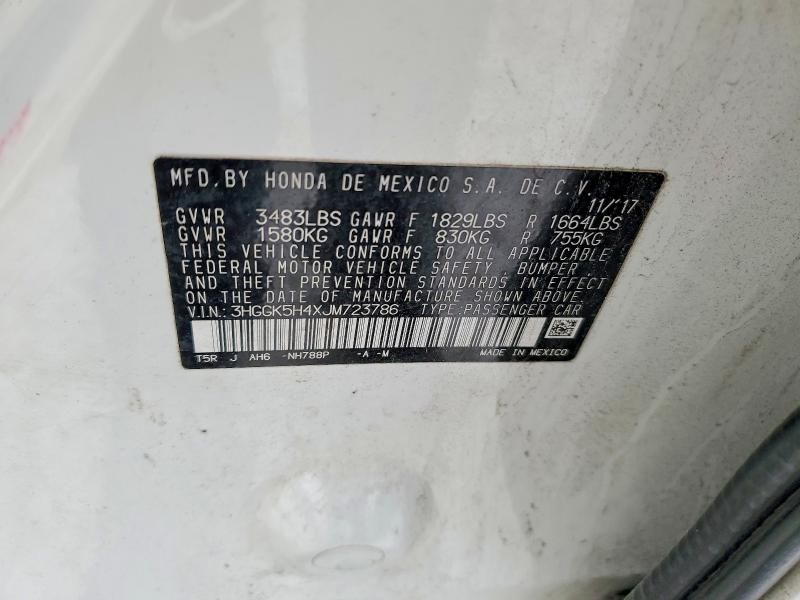 MFD. BY HONDA DE MEXICO S.A. DE C.V.
11/'17
GVWR 3483LBS GAWR F 1829LBS R 1664LBS
GVWR 1580KG GAWR F 830KG R 755KG
THIS VEHICLE CONFORMS TO ALL APPLICABLE
FEDERAL MOTOR VEHICLE SAFETY, BUMPER,
AND THEFT PREVENTION STANDARDS IN EFFECT
ON THE DATE OF MANUFACTURE SHOWN ABOVE.
V.I.N.: 3HGGK5H4XJM723786 TYPE:PASSENGER CAR
T5R J AH6 -NH788P -A -M MADE IN MEXICO